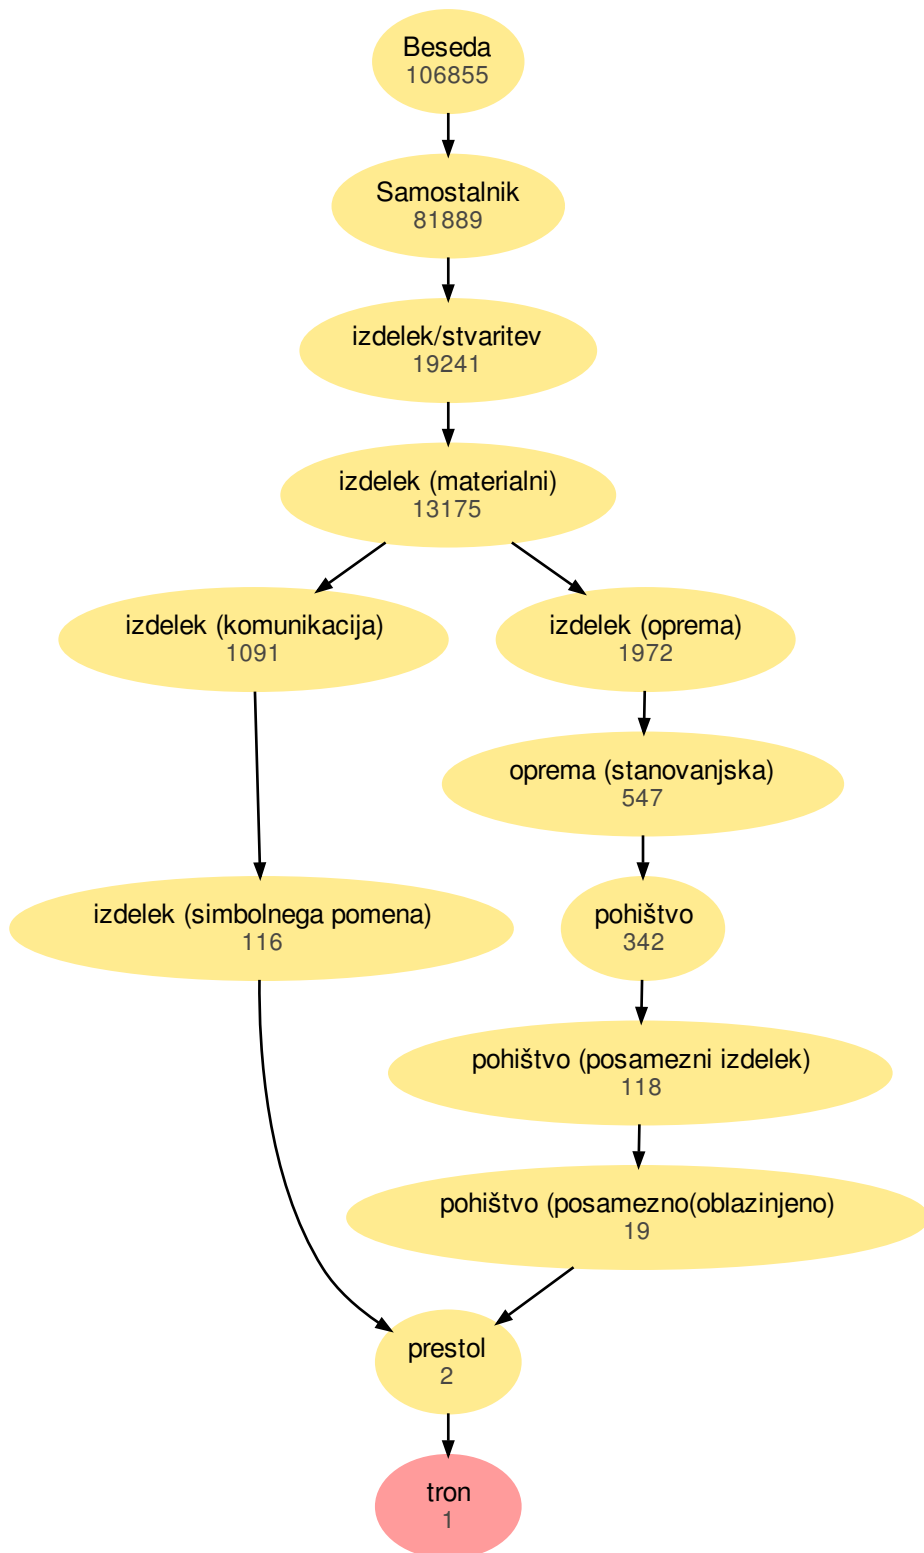 Beseda
106855
Samostalnik
81889
izdelek/stvaritev
19241
izdelek (materialni)
13175
izdelek (komunikacija)
1091
izdelek (oprema)
1972
oprema (stanovanjska)
547
izdelek (simbolnega pomena)
116
pohištvo
342
pohištvo (posamezni izdelek)
118
pohištvo (posamezno(oblazinjeno)
19
prestol
2
tron
1